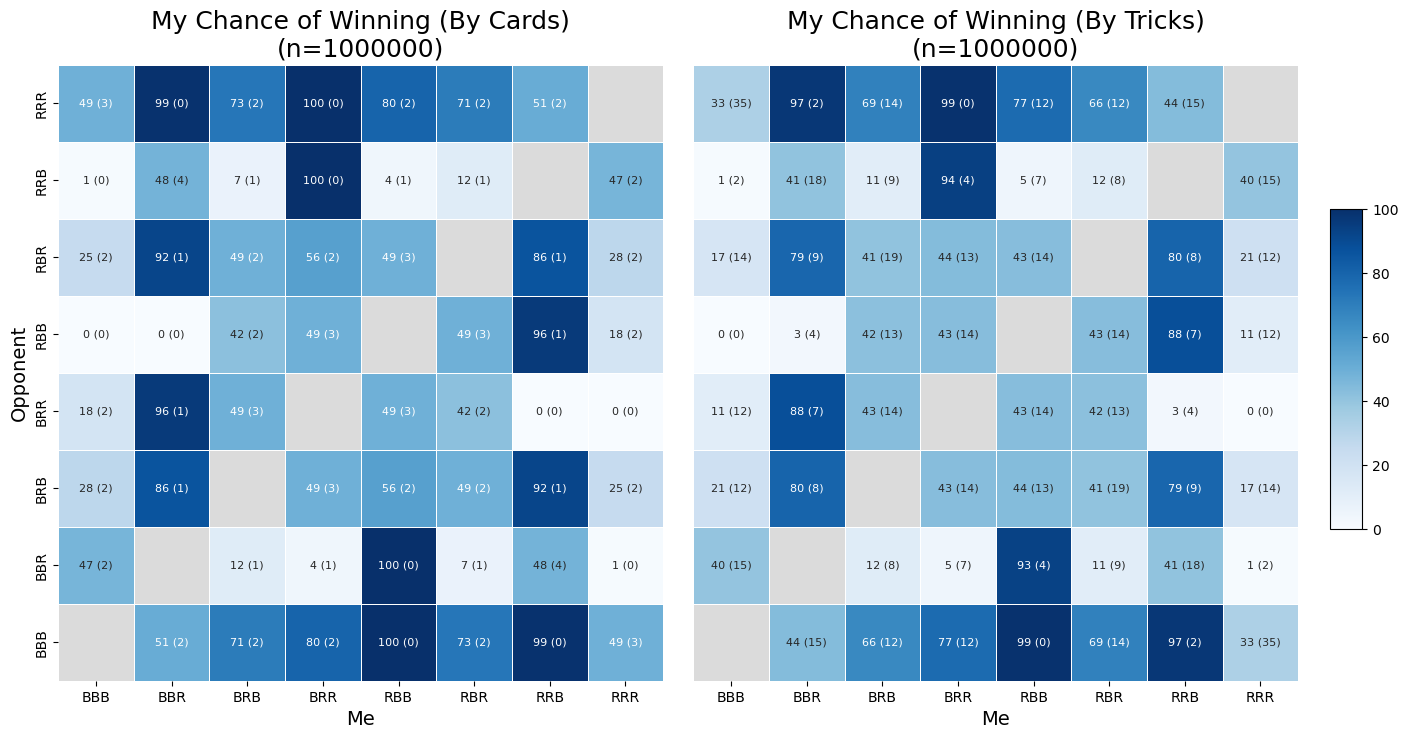 My Chance of Winning (By Cards)
(n=1000000)
My Chance of Winning (By Tricks)
(n=1000000)
Opponent
RRR 49 (3) 99 (0) 73 (2) 100 (0) 80 (2) 71 (2) 51 (2)
RRB 1 (0) 48 (4) 7 (1) 100 (0) 4 (1) 12 (1) 47 (2)
RBR 25 (2) 92 (1) 49 (2) 56 (2) 49 (3) 86 (1) 28 (2)
RBB 0 (0) 0 (0) 42 (2) 49 (3) 49 (3) 96 (1) 18 (2)
BRR 18 (2) 96 (1) 49 (3) 49 (3) 42 (2) 0 (0) 0 (0)
BRB 28 (2) 86 (1) 49 (3) 56 (2) 49 (2) 92 (1) 25 (2)
BBR 47 (2) 12 (1) 4 (1) 100 (0) 7 (1) 48 (4) 1 (0)
BBB 51 (2) 71 (2) 80 (2) 100 (0) 73 (2) 99 (0) 49 (3)
BBB BBR BRB BRR RBB RBR RRB RRR
Me
33 (35) 97 (2) 69 (14) 99 (0) 77 (12) 66 (12) 44 (15)
1 (2) 41 (18) 11 (9) 94 (4) 5 (7) 12 (8) 40 (15)
17 (14) 79 (9) 41 (19) 44 (13) 43 (14) 80 (8) 21 (12)
0 (0) 3 (4) 42 (13) 43 (14) 43 (14) 88 (7) 11 (12)
11 (12) 88 (7) 43 (14) 43 (14) 42 (13) 3 (4) 0 (0)
21 (12) 80 (8) 43 (14) 44 (13) 41 (19) 79 (9) 17 (14)
40 (15) 12 (8) 5 (7) 93 (4) 11 (9) 41 (18) 1 (2)
44 (15) 66 (12) 77 (12) 99 (0) 69 (14) 97 (2) 33 (35)
BBB BBR BRB BRR RBB RBR RRB RRR
Me
100
80
60
40
20
0